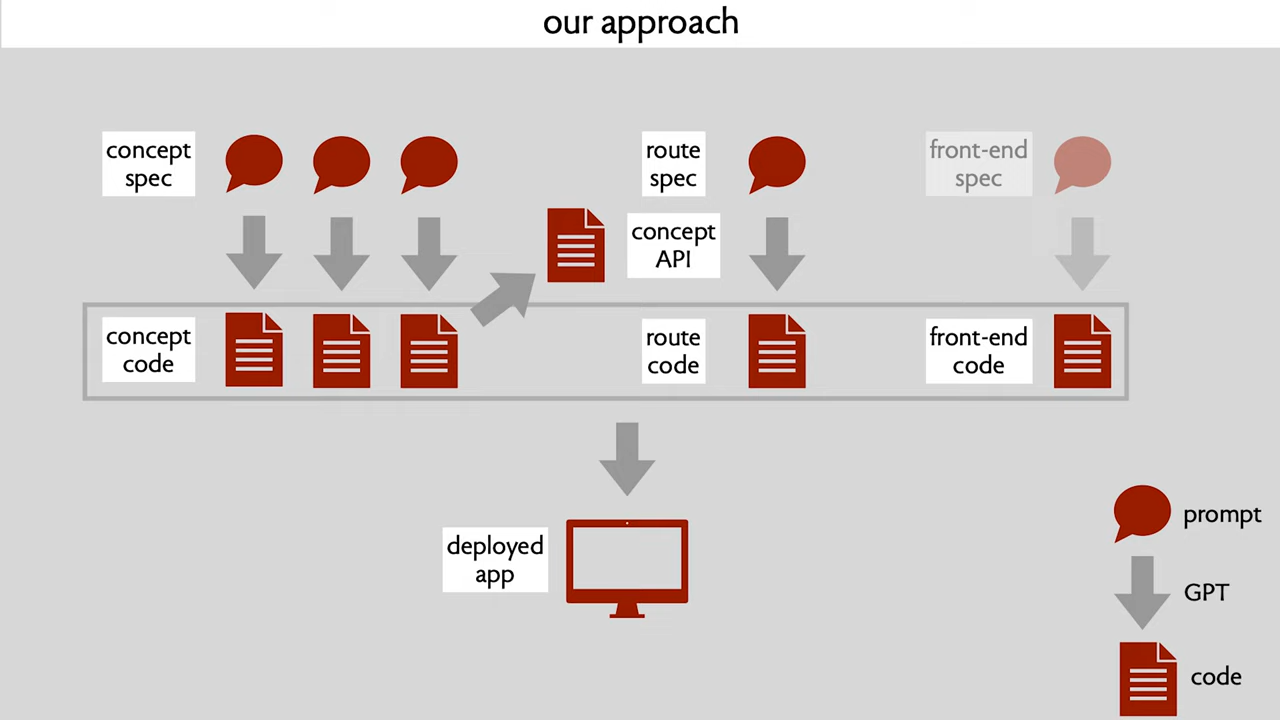 our approach
concept
spec
route
spec
front-end
spec
concept
API
concept
code
route
code
front-end
code
deployed
app
prompt
GPT
code